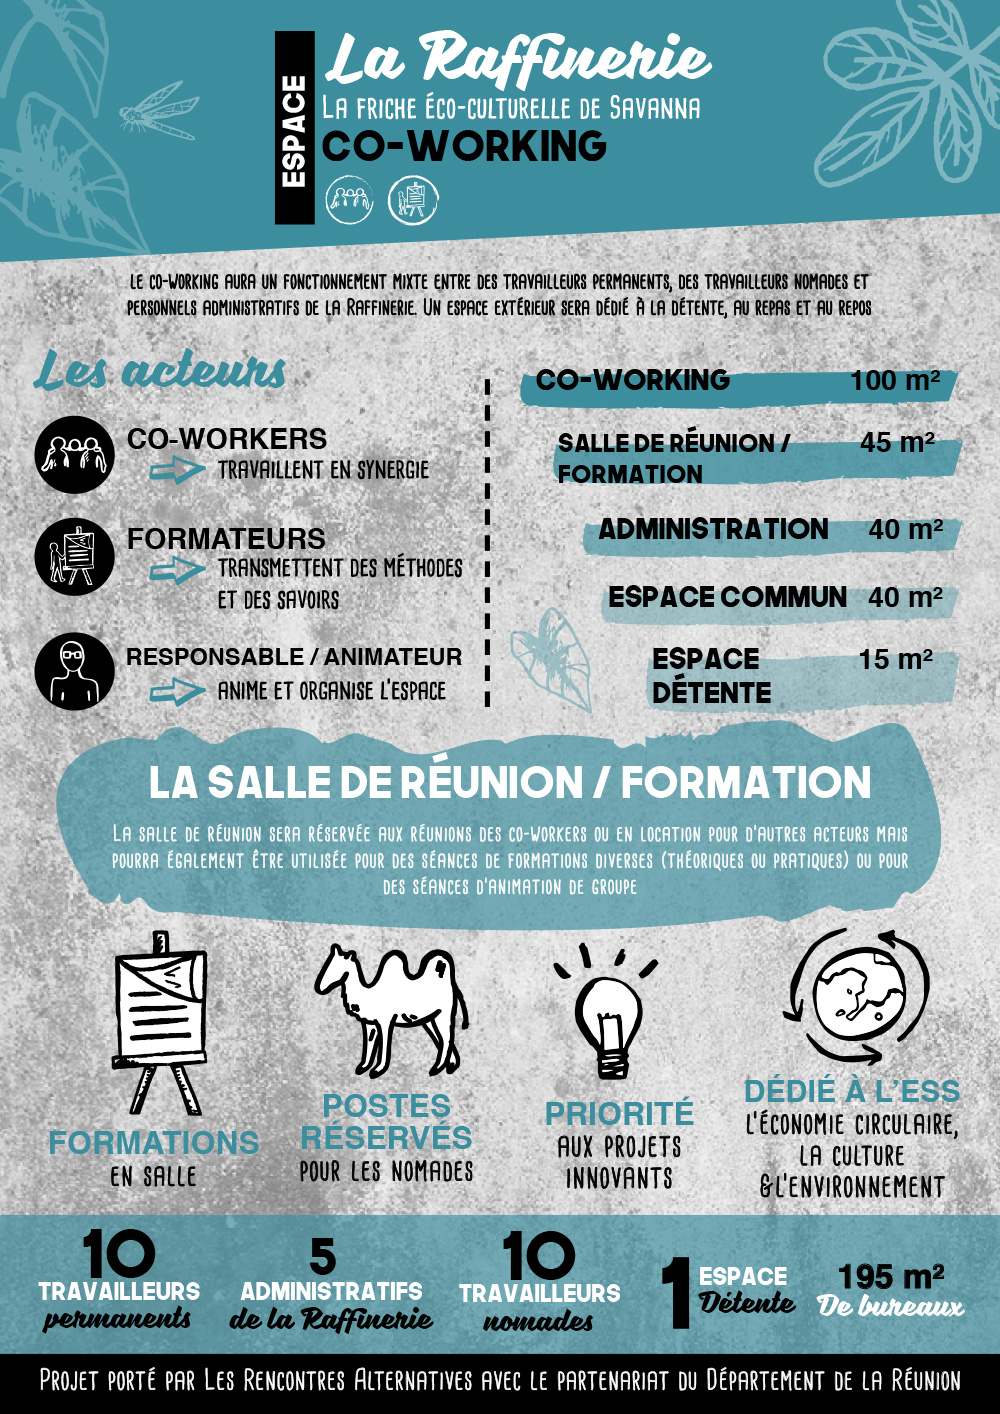 ESPACE
La Raffinerie
La friche éco-culturelle de Savanna
CO-WORKING
Le co-working aura un fonctionnement mixte entre des travailleurs permanents, des travailleurs nomades et
personnels administratifs de la Raffinerie. Un espace extérieur sera dédié à la détente, au repas et au repos
Les acteurs
CO-WORKERS
TRAVAILLENT EN SYNERGIE
FORMATEURS
TRANSMETTENT DES MÉTHODES
ET DES SAVOIRS
RESPONSABLE / ANIMATEUR
ANIME ET ORGANISE L'ESPACE
CO-WORKING 100 m²
SALLE DE RÉUNION / 45 m²
FORMATION
ADMINISTRATION 40 m²
ESPACE COMMUN 40 m²
ESPACE 15 m²
DÉTENTE
LA SALLE DE RÉUNION / FORMATION
La salle de réunion sera réservée aux réunions des co-workers ou en location pour d'autres acteurs mais
pourra également être utilisée pour des séances de formations diverses (théoriques ou pratiques) ou pour
des séances d'animation de groupe
FORMATIONS
EN SALLE
POSTES
RÉSERVÉS
POUR LES NOMADES
PRIORITÉ
AUX PROJETS
INNOVANTS
DÉDIÉ À L'ESS
L'ÉCONOMIE CIRCULAIRE,
LA CULTURE
&L'ENVIRONNEMENT
10
TRAVAILLEURS
permanents
5
ADMINISTRATIFS
de la Raffinerie
10
TRAVAILLEURS
nomades
1 ESPACE
Détente
195 m²
De bureaux
Projet porté par Les Rencontres Alternatives avec le partenariat du Département de la Réunion